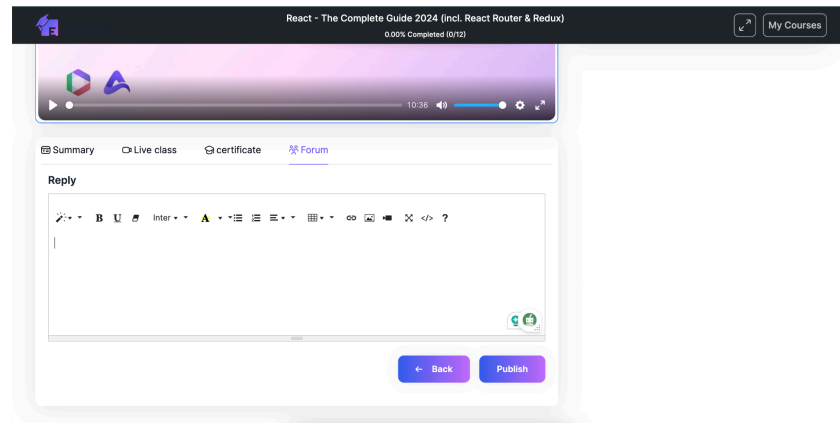 React - The Complete Guide 2024 (incl. React Router & Redux)
0.00% Completed (0/12)
My Courses
E
10:36
Summary
Live class
certificate
Forum
Reply
B U Inter A </> ?
← Back
Publish